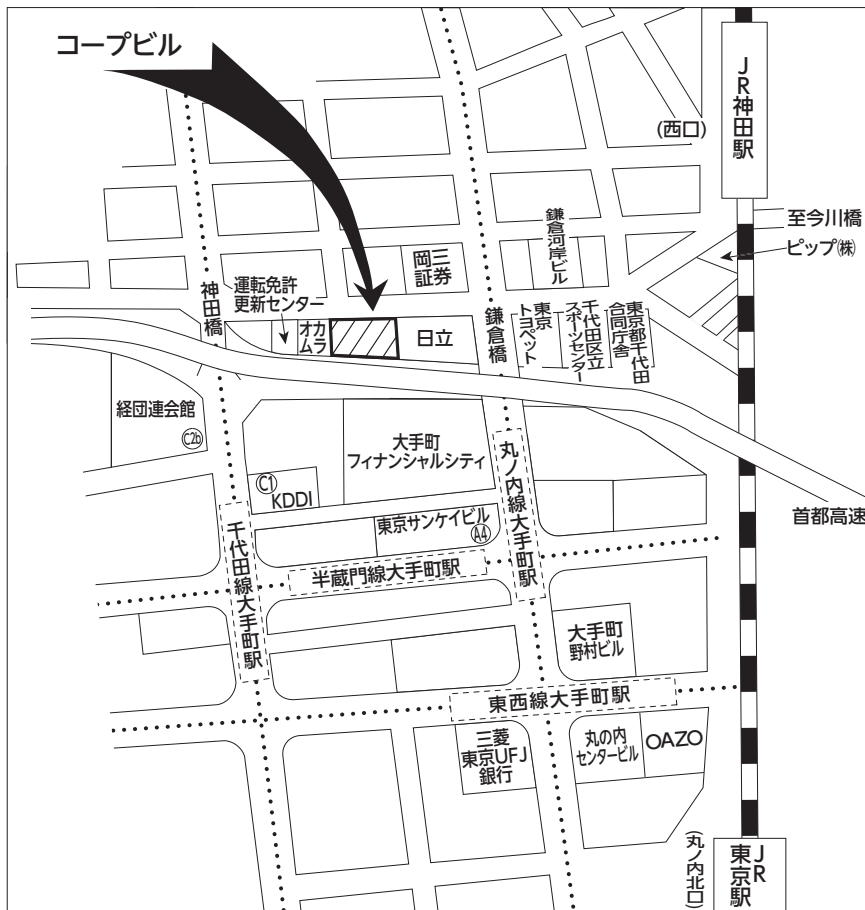 コープビル
JR神田駅
(西口)
至今川橋
ピップ㈱
鎌倉河岸ビル
岡三
証券
神田橋
運転免許
更新センター
オカ
ムラ
日立
鎌倉橋
東京
トヨペット
千代田区立
スポーツセンター
東京都千代田
合同庁舎
経団連会館
C2b
大手町
フィナンシャルシティ
丸ノ内線大手町駅
C1
KDDI
首都高速
東京サンケイビル
A4
千代田線大手町駅
半蔵門線大手町駅
大手町
野村ビル
東西線大手町駅
三菱
東京UFJ
銀行
丸の内
センタービル
OAZO
(丸ノ内北口)
JR
東京駅